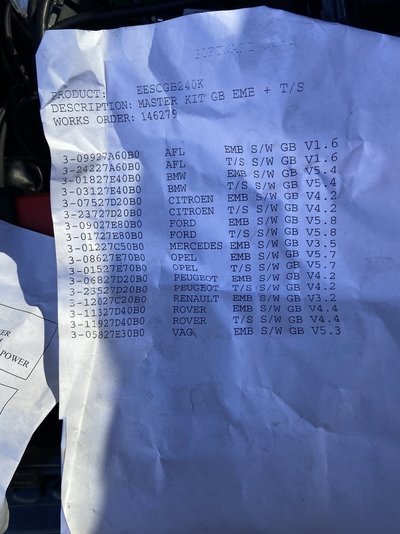 SOFTWARE
PRODUCT: EESCGB240K
DESCRIPTION: MASTER KIT GB EMB + T/S
WORKS ORDER: 146279
3-09927A60B0 AFL EMB S/W GB V1.6
3-24227A60B0 AFL T/S S/W GB V1.6
3-01827E40B0 BMW EMB S/W GB V5.4
3-03127E40B0 BMW T/S S/W GB V5.4
3-07527D20B0 CITROEN EMB S/W GB V4.2
3-23727D20B0 CITROEN T/S S/W GB V4.2
3-09027E80B0 FORD EMB S/W GB V5.8
3-01727E80B0 FORD T/S S/W GB V5.8
3-01227C50B0 MERCEDES EMB S/W GB V3.5
3-08627E70B0 OPEL EMB S/W GB V5.7
3-01527E70B0 OPEL T/S S/W GB V5.7
3-06827D20B0 PEUGEOT EMB S/W GB V4.2
3-23527D20B0 PEUGEOT T/S S/W GB V4.2
3-12027C20B0 RENAULT EMB S/W GB V3.2
3-11327D40B0 ROVER EMB S/W GB V4.4
3-11927D40B0 ROVER T/S S/W GB V4.4
3-05827E30B0 VAG EMB S/W GB V5.3
POWER